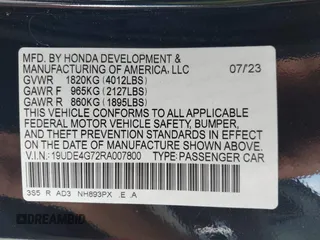 MFD. BY HONDA DEVELOPMENT &
MANUFACTURING OF AMERICA, LLC 07/23
GVWR 1820KG (4012LBS)
GAWR F 965KG (2127LBS)
GAWR R 860KG (1895LBS)
THIS VEHICLE CONFORMS TO ALL APPLICABLE
FEDERAL MOTOR VEHICLE SAFETY, BUMPER,
AND THEFT PREVENTION STANDARDS IN EFFECT
ON THE DATE OF MANUFACTURE SHOWN ABOVE.
V.I.N.: 19UDE4G72RA007800 TYPE: PASSENGER CAR
3S5 R AD3 NH893PX .E .A
DREAMBID